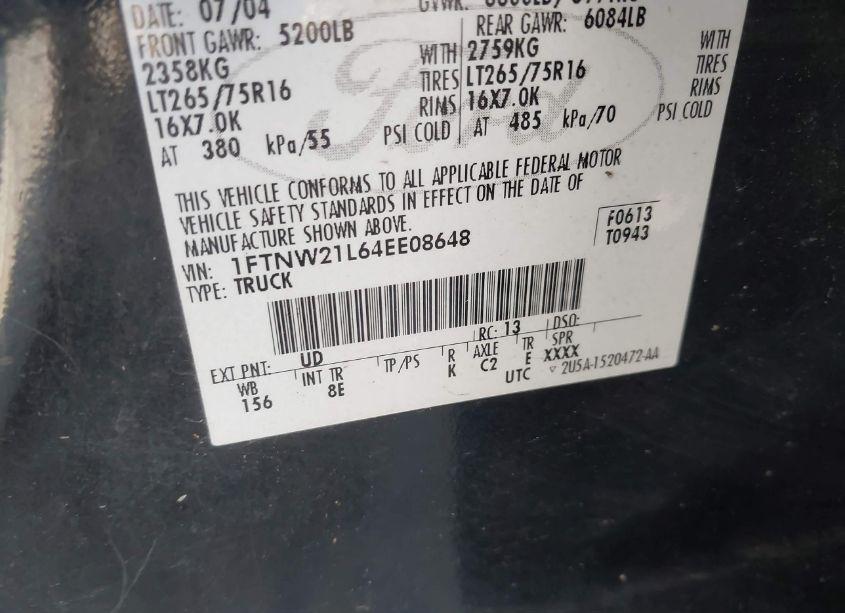 DATE: 07/04
FRONT GAWR: 5200LB
2358KG
WITH
LT265/75R16
TIRES
16X7.0K
RIMS
AT 380 kPa/55 PSI COLD
GVWR:
REAR GAWR: 6084LB
2759KG
WITH
LT265/75R16
TIRES
16X7.0K
RIMS
AT 485 kPa/70 PSI COLD
Ford
THIS VEHICLE CONFORMS TO ALL APPLICABLE FEDERAL MOTOR
VEHICLE SAFETY STANDARDS IN EFFECT ON THE DATE OF
MANUFACTURE SHOWN ABOVE.
VIN: 1FTNW21L64EE08648
TYPE: TRUCK
F0613
T0943
EXT PNT: UD RC: 13 DSO:
WB INT TR TP/PS R AXLE TR SPR
156 8E K C2 E XXXX
UTC ▽ 2U5A-1520472-AA